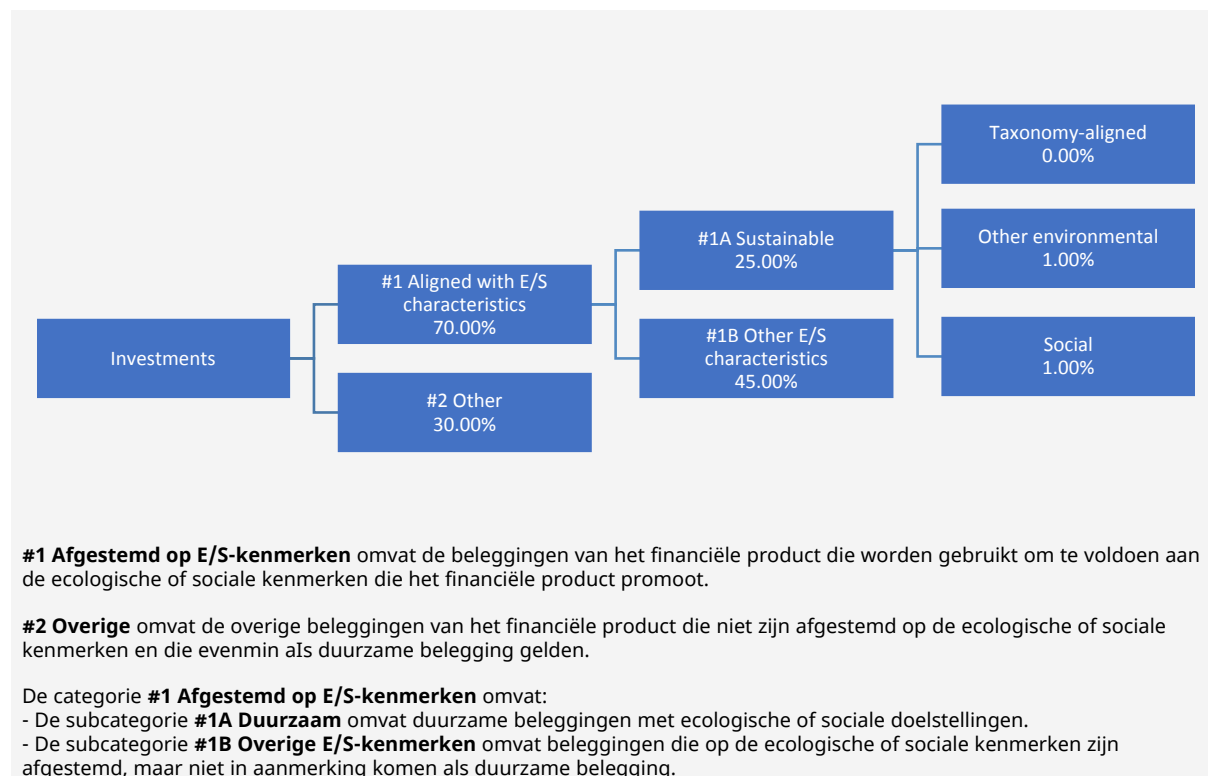 Taxonomy-aligned
0.00%
#1A Sustainable
25.00%
Other environmental
1.00%
#1 Aligned with E/S
characteristics
70.00%
Investments
#1B Other E/S
characteristics
45.00%
Social
1.00%
#2 Other
30.00%
#1 Afgestemd op E/S-kenmerken omvat de beleggingen van het financiële product die worden gebruikt om te voldoen aan
de ecologische of sociale kenmerken die het financiële product promoot.
#2 Overige omvat de overige beleggingen van het financiële product die niet zijn afgestemd op de ecologische of sociale
kenmerken en die evenmin aIs duurzame belegging gelden.
De categorie #1 Afgestemd op E/S-kenmerken omvat:
- De subcategorie #1A Duurzaam omvat duurzame beleggingen met ecologische of sociale doelstellingen.
- De subcategorie #1B Overige E/S-kenmerken omvat beleggingen die op de ecologische of sociale kenmerken zijn
afgestemd, maar niet in aanmerking komen als duurzame belegging.